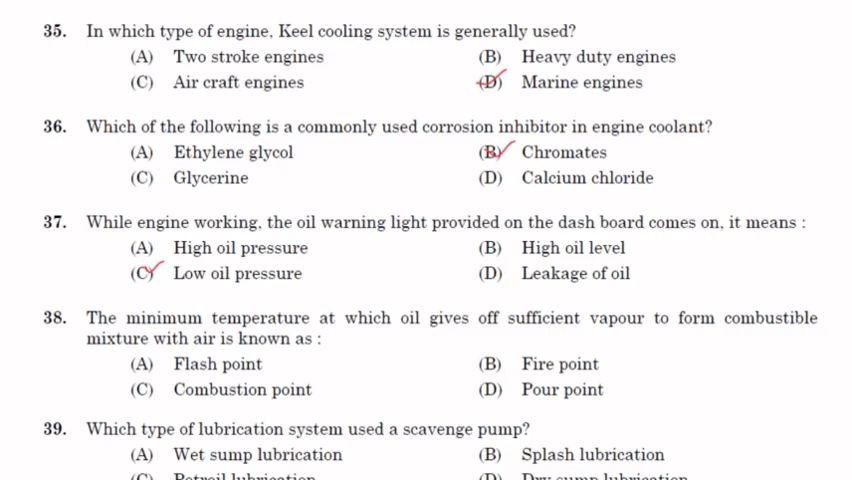 35. In which type of engine, Keel cooling system is generally used?
(A) Two stroke engines (B) Heavy duty engines
(C) Air craft engines (D) Marine engines
36. Which of the following is a commonly used corrosion inhibitor in engine coolant?
(A) Ethylene glycol (B) Chromates
(C) Glycerine (D) Calcium chloride
37. While engine working, the oil warning light provided on the dash board comes on, it means :
(A) High oil pressure (B) High oil level
(C) Low oil pressure (D) Leakage of oil
38. The minimum temperature at which oil gives off sufficient vapour to form combustible
mixture with air is known as :
(A) Flash point (B) Fire point
(C) Combustion point (D) Pour point
39. Which type of lubrication system used a scavenge pump?
(A) Wet sump lubrication (B) Splash lubrication
(C) Petroil lubrication (D) Dry sump lubrication